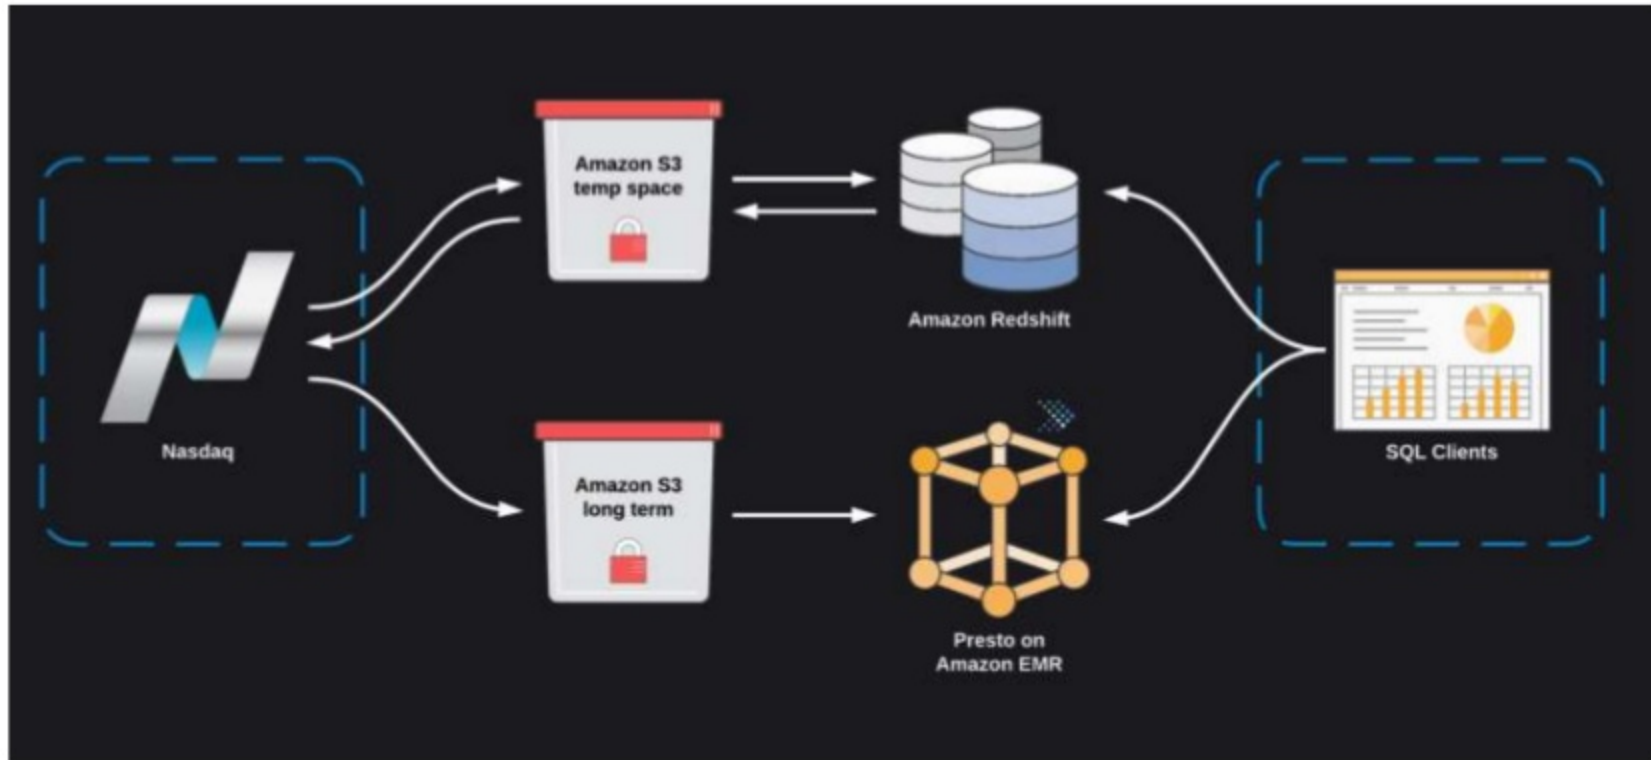 Amazon S3
temp space
Amazon Redshift
Nasdaq
SQL Clients
Amazon S3
long term
Presto on
Amazon EMR